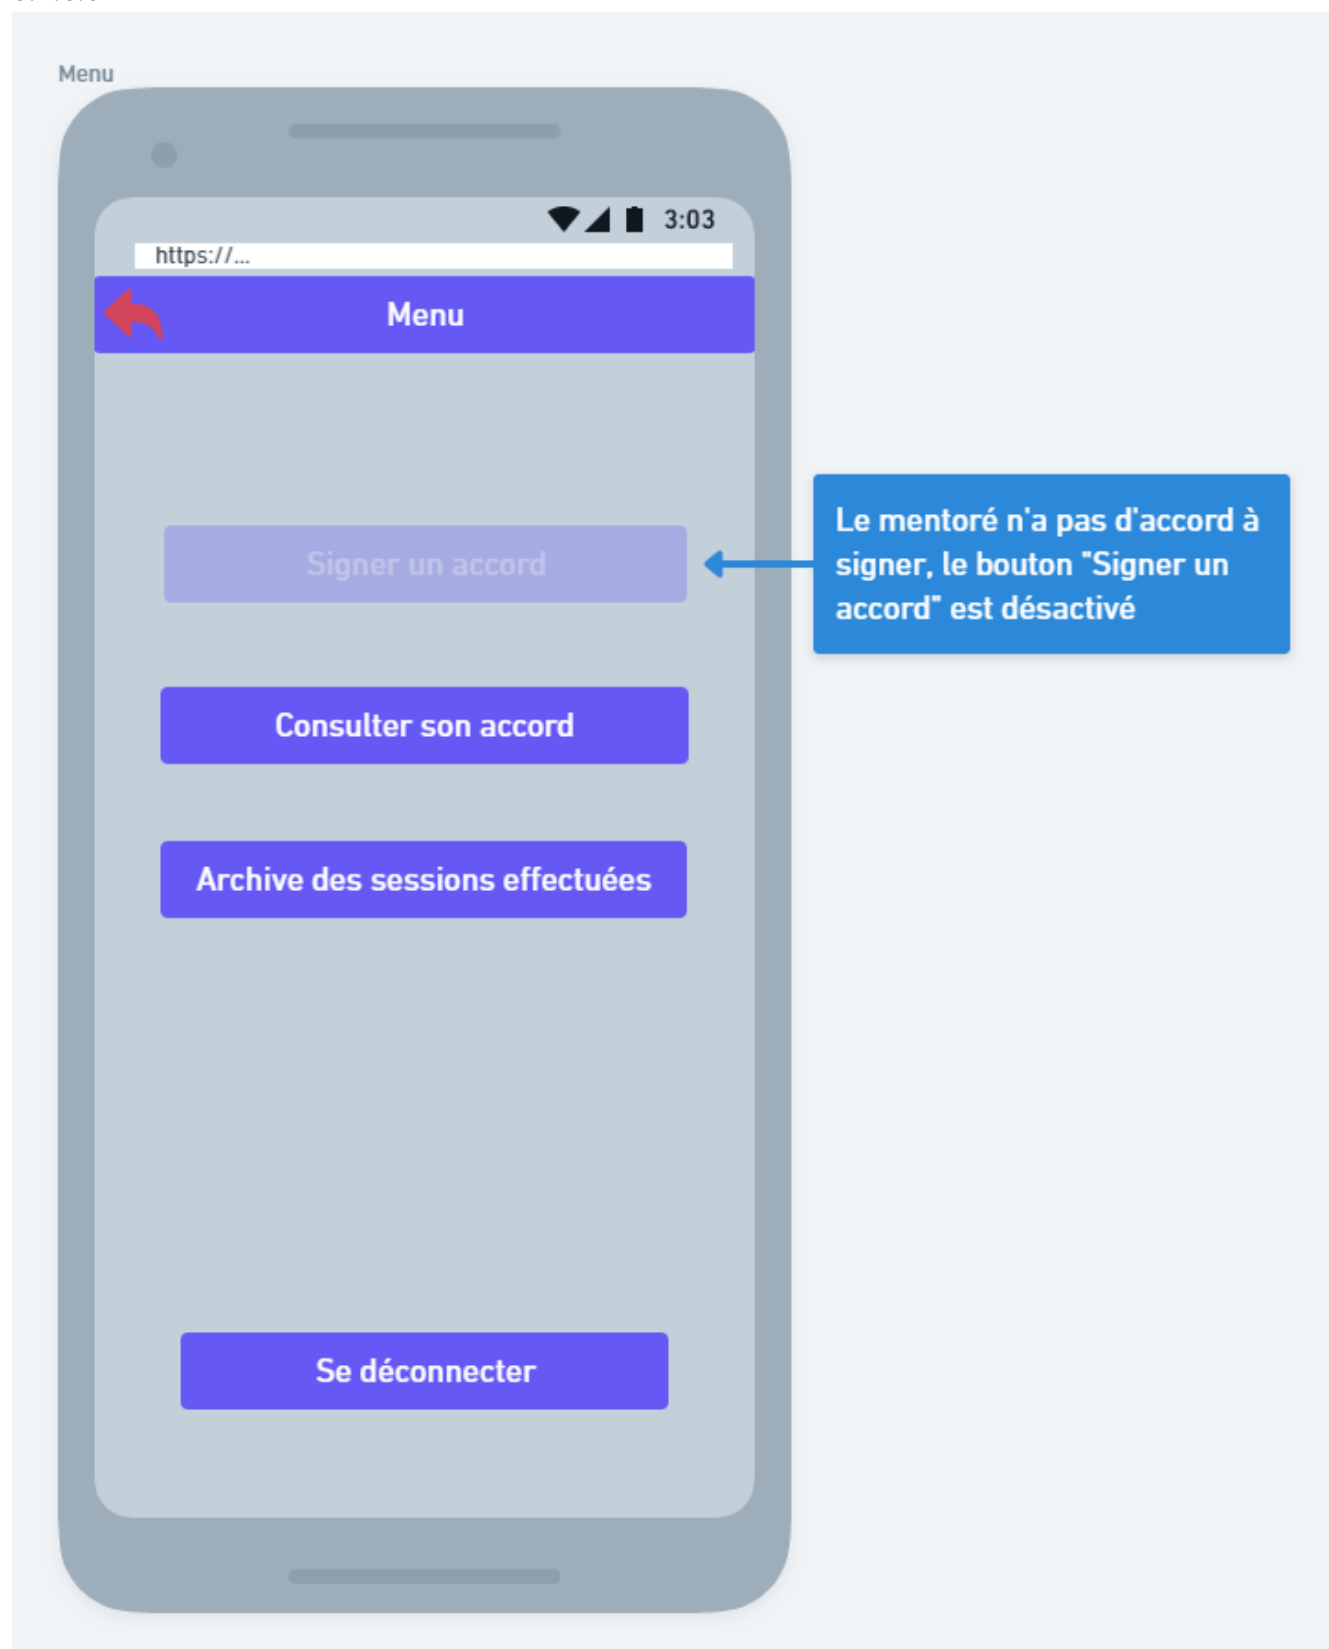 Menu
3:03
https://...
Menu
Signer un accord
Le mentoré n'a pas d'accord à
signer, le bouton "Signer un
accord" est désactivé
Consulter son accord
Archive des sessions effectuées
Se déconnecter